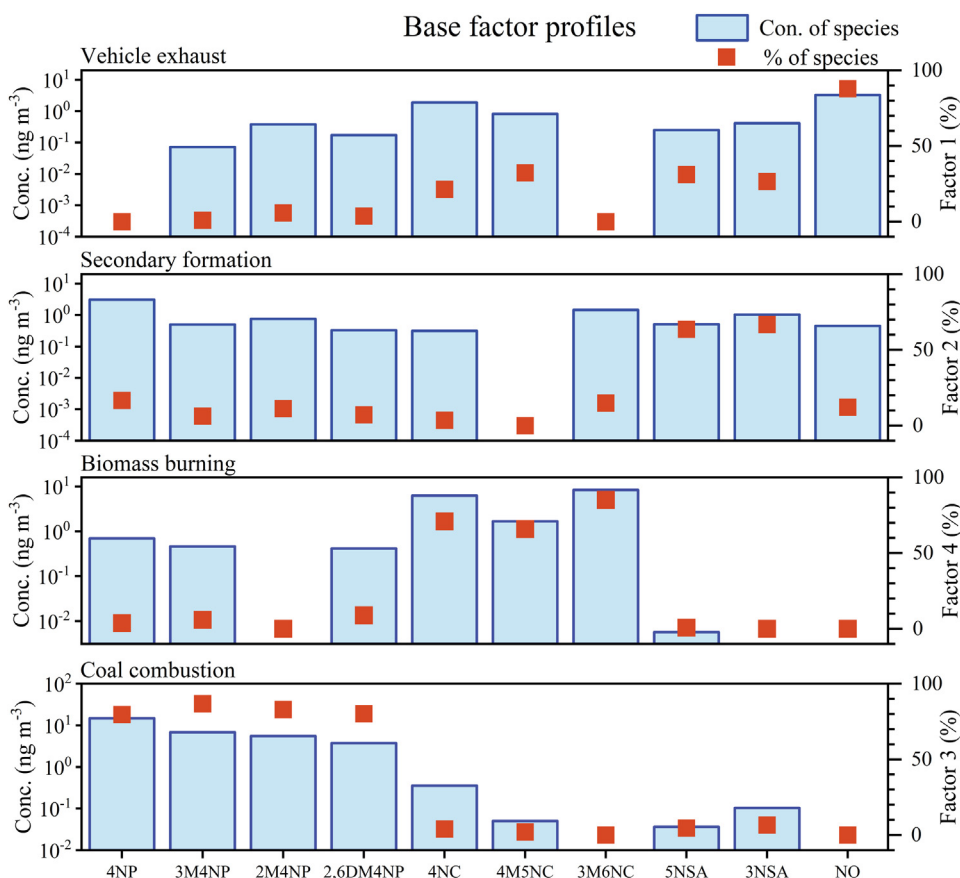 Base factor profiles
Con. of species
% of species
Vehicle exhaust
Conc. (ng m⁻³)
10¹
10⁰
10⁻¹
10⁻²
10⁻³
10⁻⁴
100
50
0
Factor 1 (%)
Secondary formation
Conc. (ng m⁻³)
10¹
10⁰
10⁻¹
10⁻²
10⁻³
10⁻⁴
100
50
0
Factor 2 (%)
Biomass burning
Conc. (ng m⁻³)
10¹
10⁰
10⁻¹
10⁻²
100
50
0
Factor 4 (%)
Coal combustion
Conc. (ng m⁻³)
10²
10¹
10⁰
10⁻¹
10⁻²
100
50
0
Factor 3 (%)
4NP 3M4NP 2M4NP 2,6DM4NP 4NC 4M5NC 3M6NC 5NSA 3NSA NO